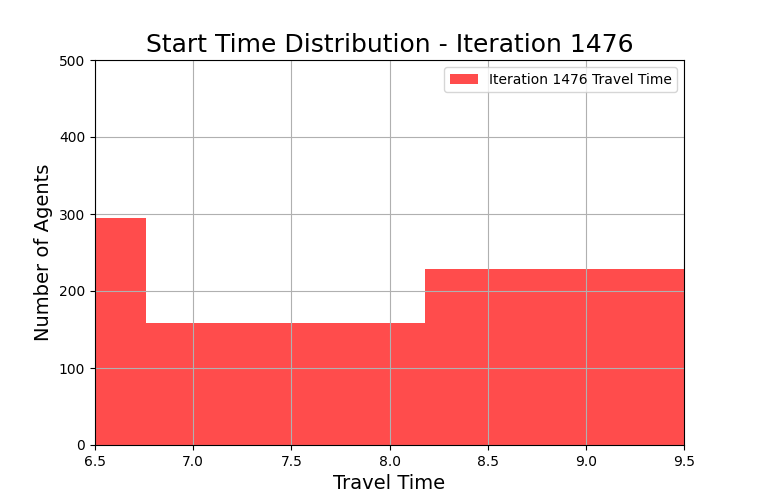 Start Time Distribution - Iteration 1476
Iteration 1476 Travel Time
Number of Agents
500
400
300
200
100
0
6.5 7.0 7.5 8.0 8.5 9.0 9.5
Travel Time